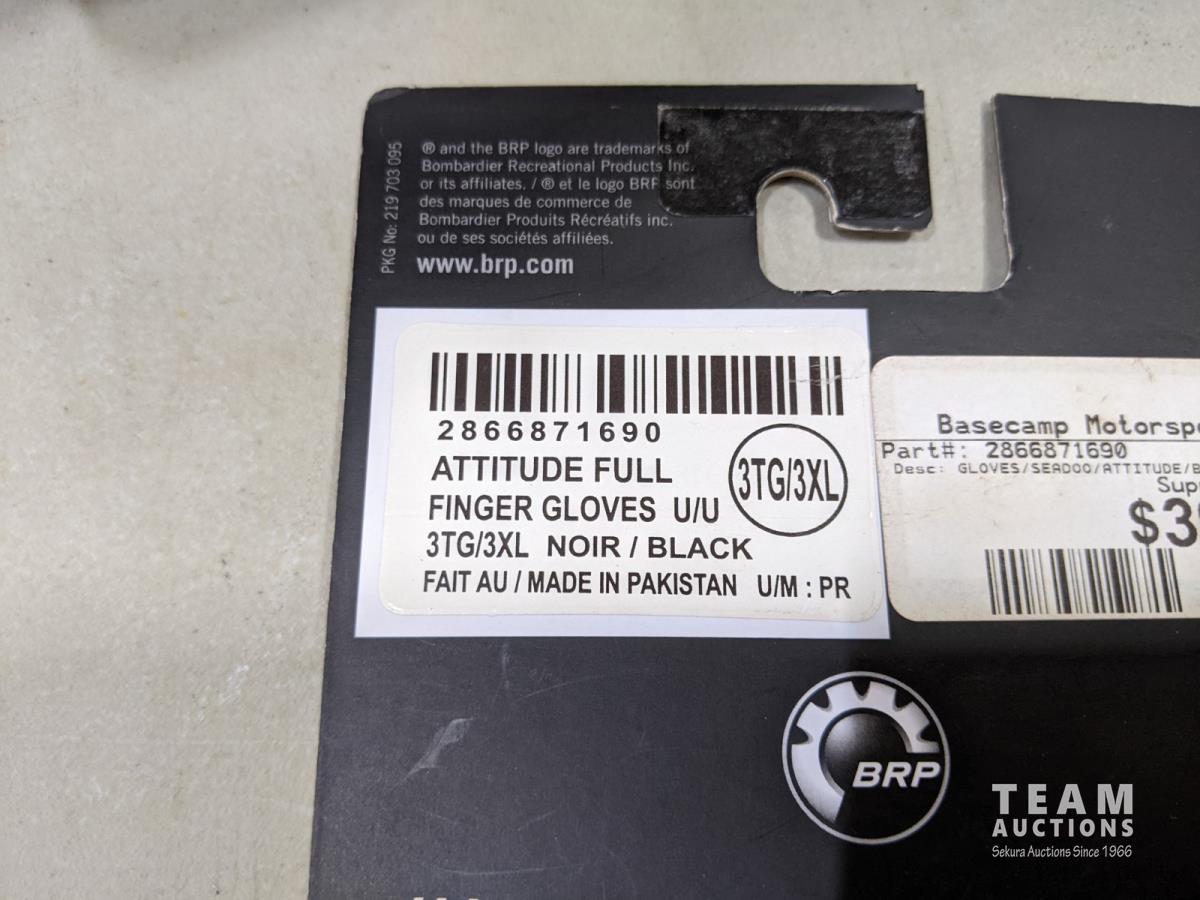 ® and the BRP logo are trademarks of
Bombardier Recreational Products Inc.
or its affiliates. / ® et le logo BRP sont
des marques de commerce de
Bombardier Produits Récréatifs inc.
ou de ses sociétés affiliées.
www.brp.com
PKG No: 219 703 095
2866871690
ATTITUDE FULL
FINGER GLOVES U/U
3TG/3XL
3TG/3XL NOIR / BLACK
FAIT AU / MADE IN PAKISTAN U/M : PR
Basecamp
Part#: 2866871690
Desc: GLOVES/SEADOO/ATTITUDE/
BRP
TEAM
AUCTIONS
Sekura Auctions Since 1966